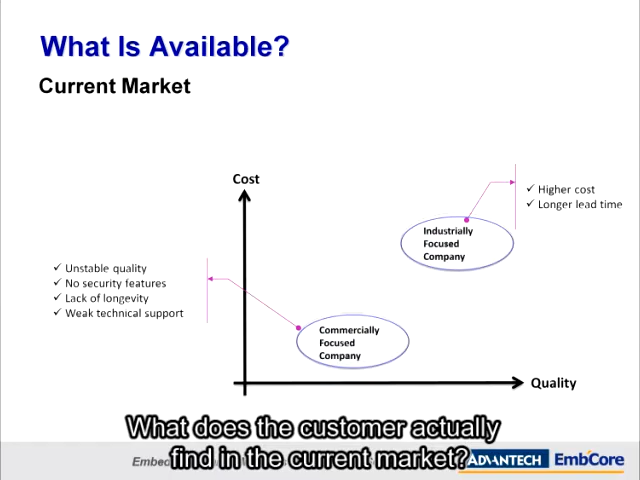 What Is Available?
Current Market
Cost
Higher cost
Longer lead time
Industrially
Focused
Company
Unstable quality
No security features
Lack of longevity
Weak technical support
Commercially
Focused
Company
Quality
What does the customer actually
find in the current market?
ADVANTECH EmbCore